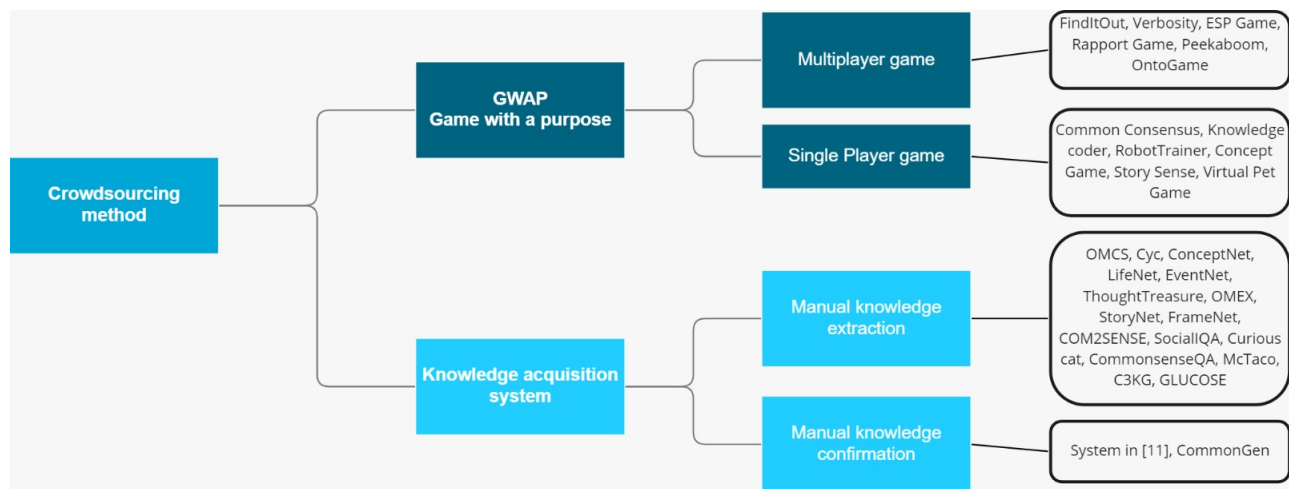 Crowdsourcing
method
GWAP
Game with a purpose
Knowledge acquisition
system
Multiplayer game
Single Player game
Manual knowledge
extraction
Manual knowledge
confirmation
FindItOut, Verbosity, ESP Game,
Rapport Game, Peekaboom,
OntoGame
Common Consensus, Knowledge
coder, RobotTrainer, Concept
Game, Story Sense, Virtual Pet
Game
OMCS, Cyc, ConceptNet,
LifeNet, EventNet,
ThoughtTreasure, OMEX,
StoryNet, FrameNet,
COM2SENSE, SocialIQA, Curious
cat, CommonsenseQA, McTaco,
C3KG, GLUCOSE
System in [11], CommonGen